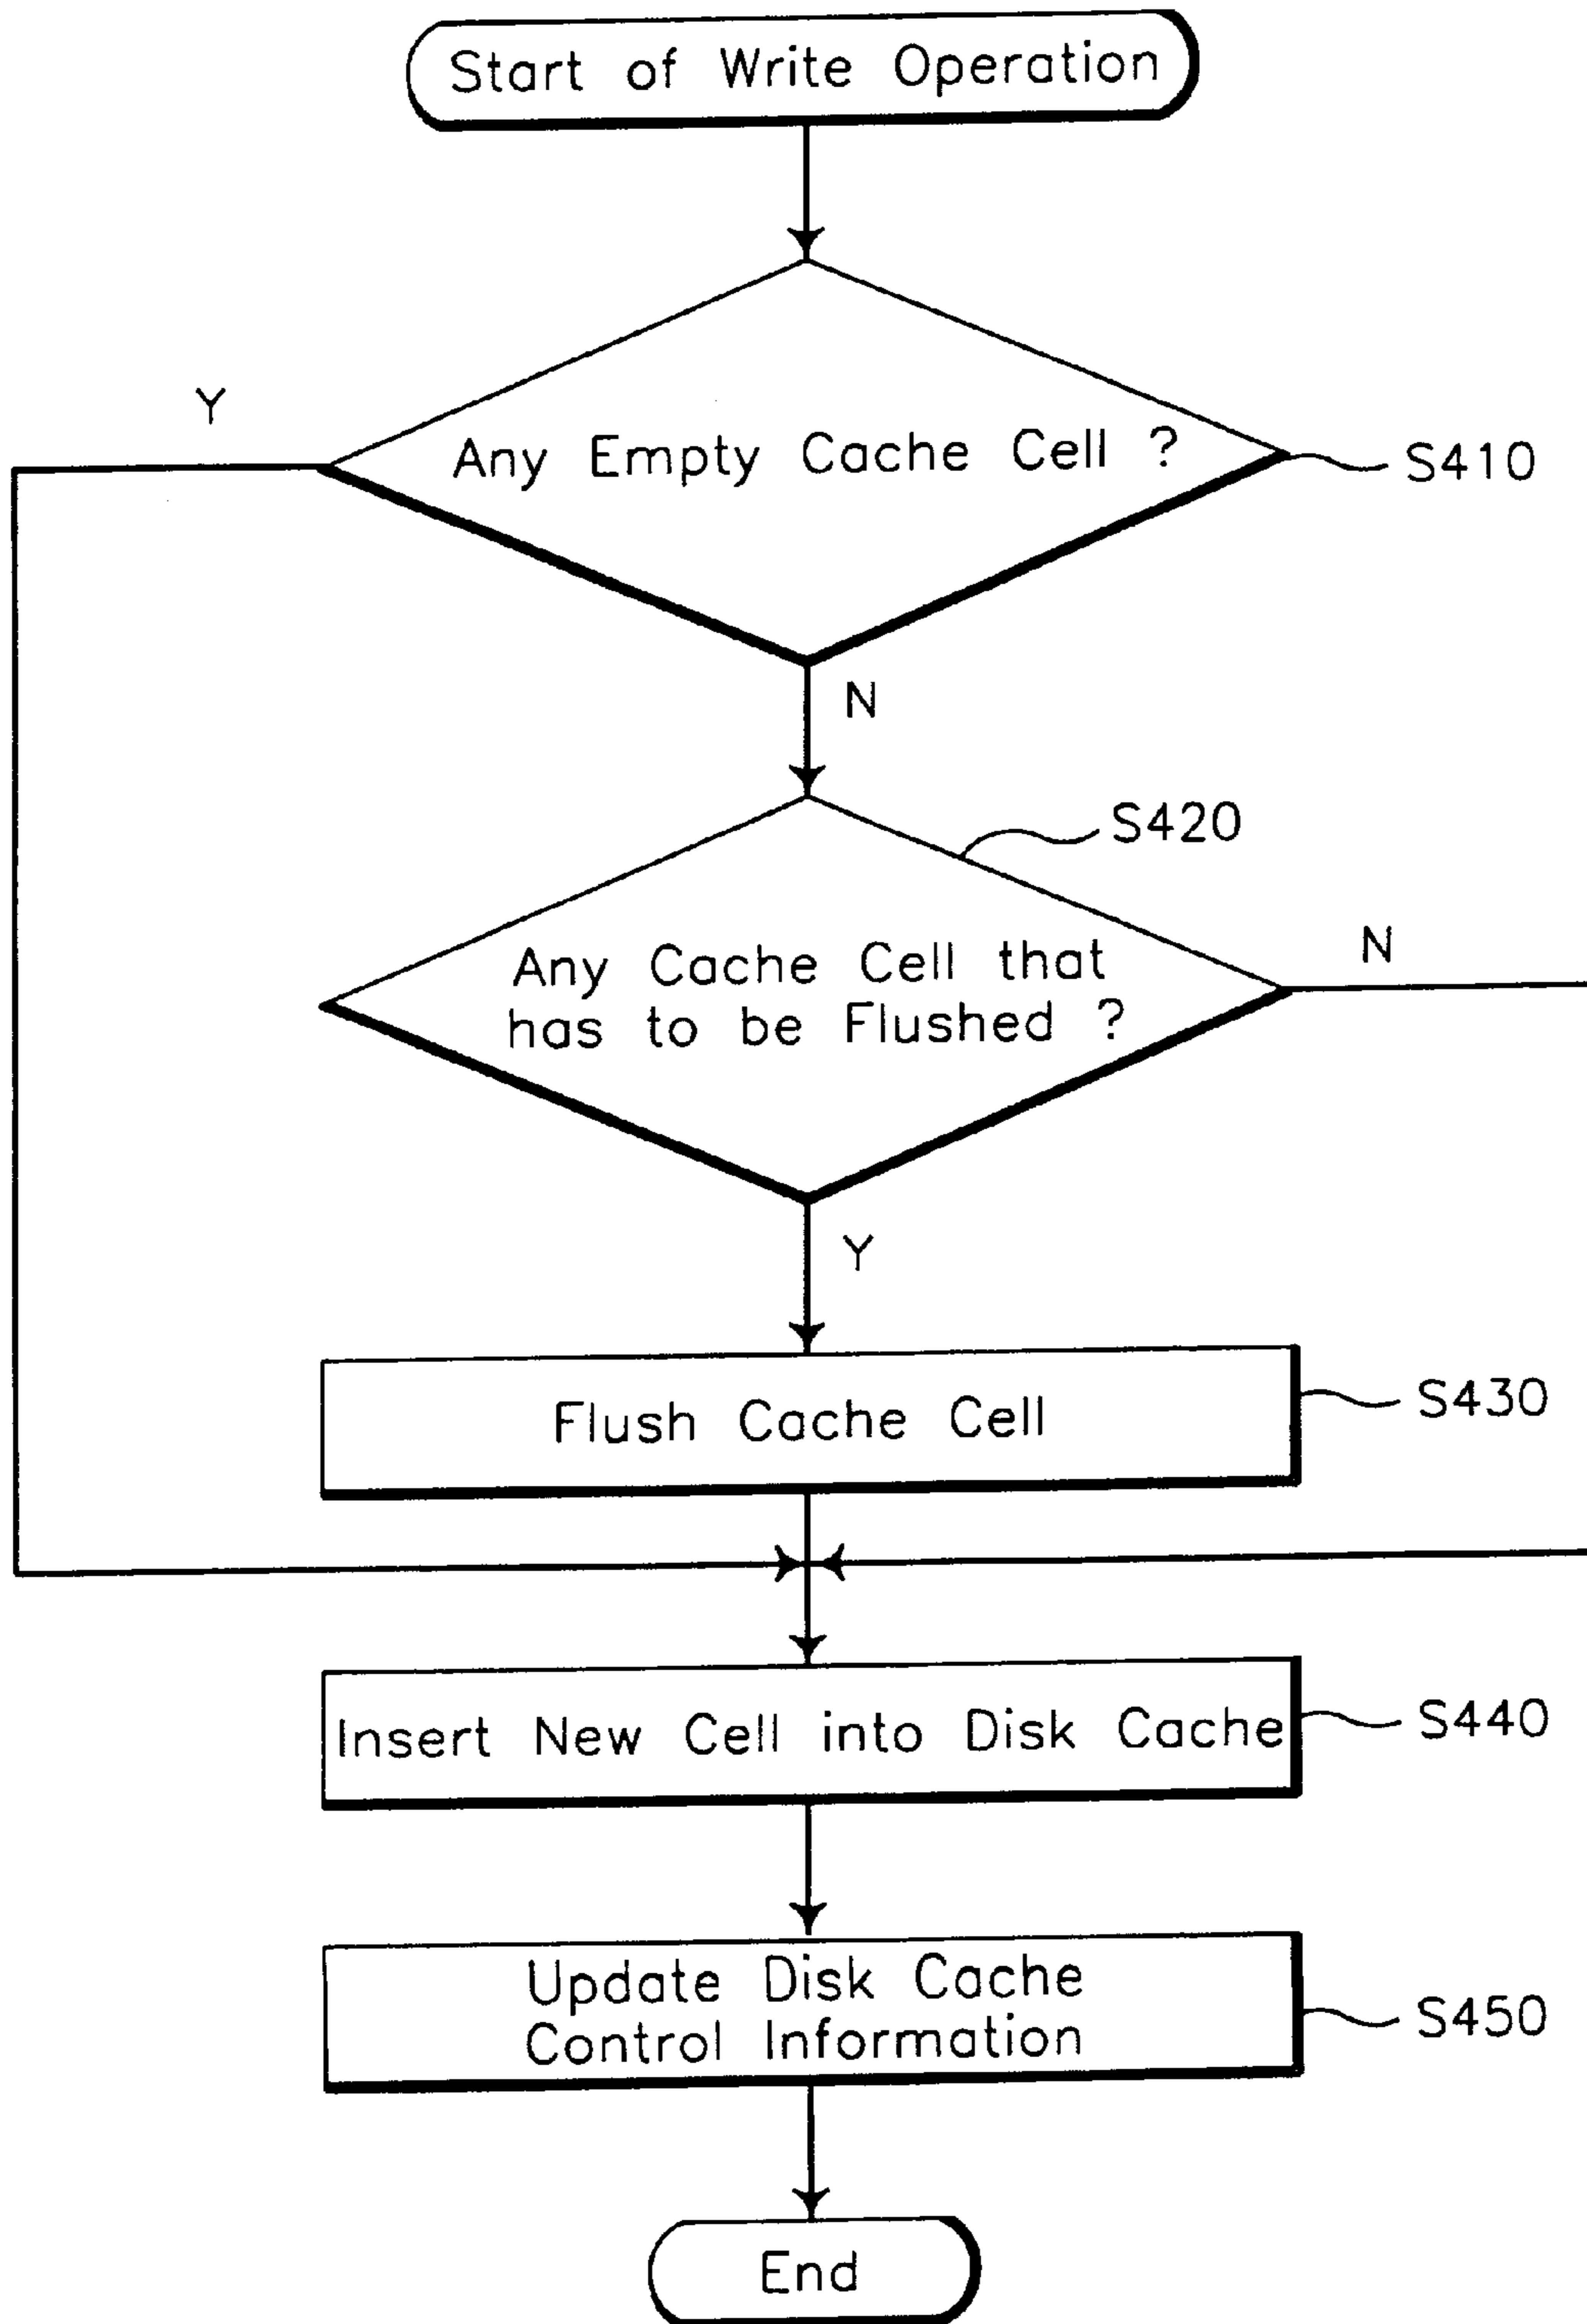 Start of Write Operation
Y
Any Empty Cache Cell ?
S410
N
S420
N
Any Cache Cell that
has to be Flushed ?
Y
Flush Cache Cell
S430
Insert New Cell into Disk Cache
S440
Update Disk Cache
Control Information
S450
End